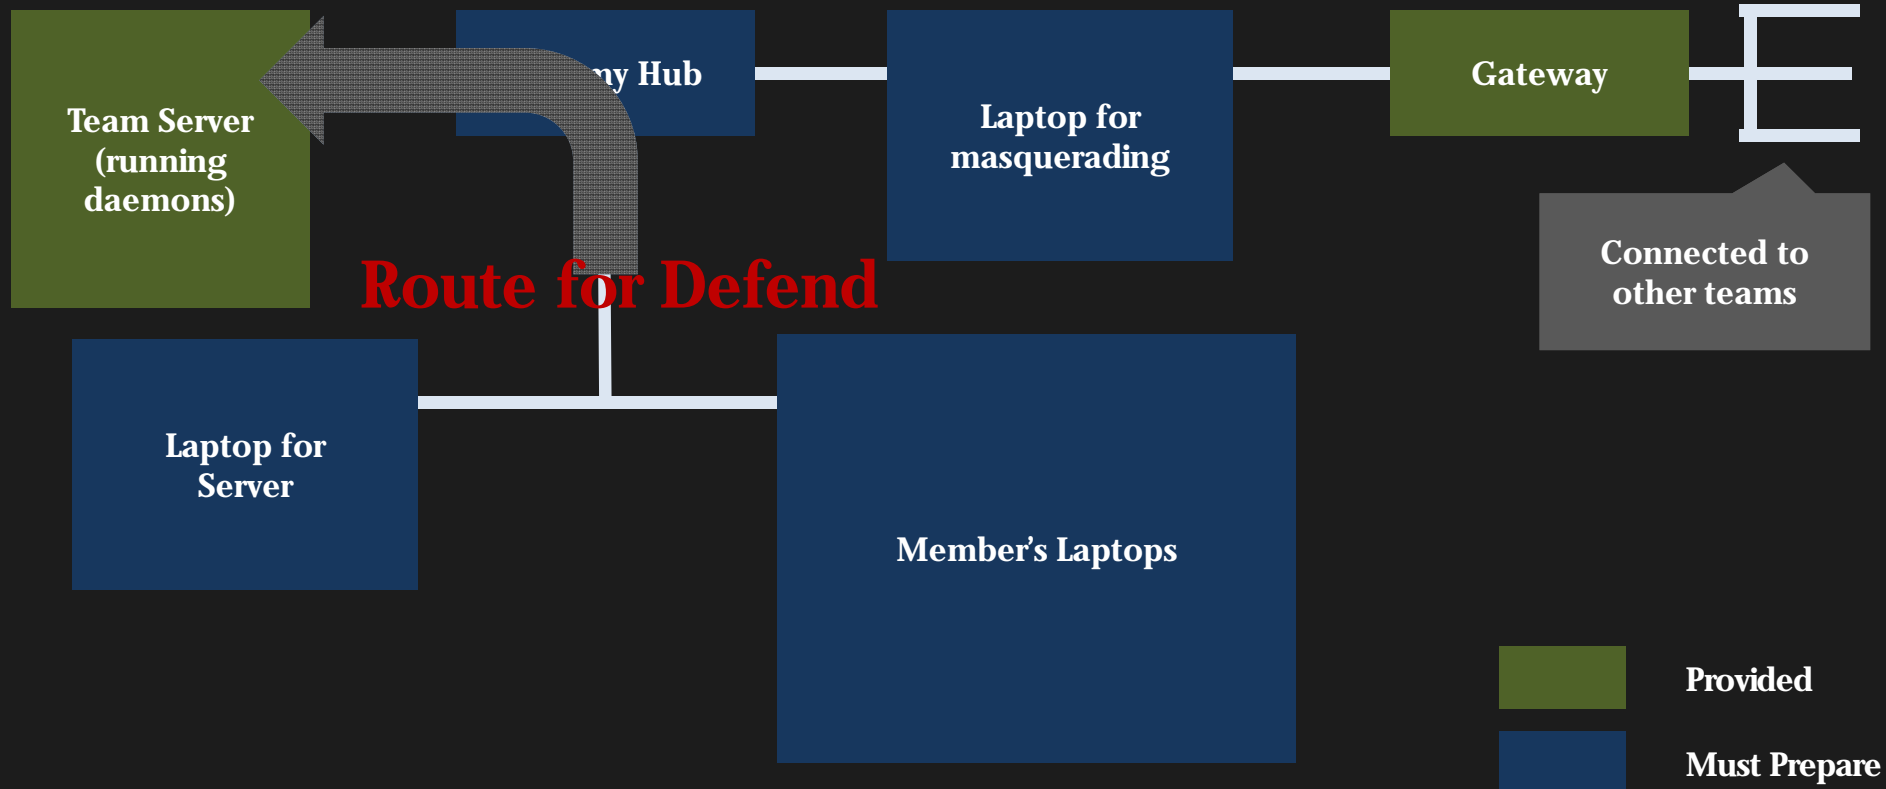 Team Server
(running
daemons)
Hub
Laptop for
masquerading
Gateway
Connected to
other teams
Route for Defend
Laptop for
Server
Member’s Laptops
Provided
Must Prepare